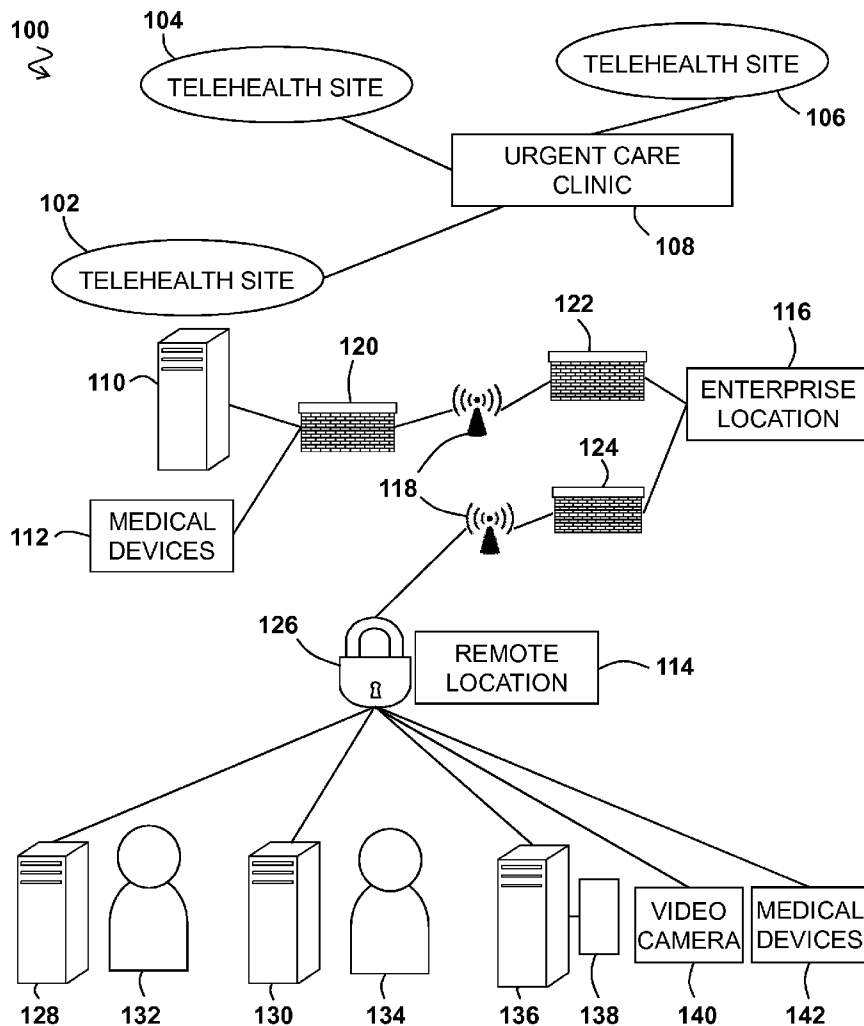 100
104
TELEHEALTH SITE
TELEHEALTH SITE
106
URGENT CARE
CLINIC
108
102
TELEHEALTH SITE
110
120
122
116
ENTERPRISE
LOCATION
118
124
112
MEDICAL
DEVICES
126
REMOTE
LOCATION
114
128
132
130
134
136
138
VIDEO
CAMERA
140
MEDICAL
DEVICES
142